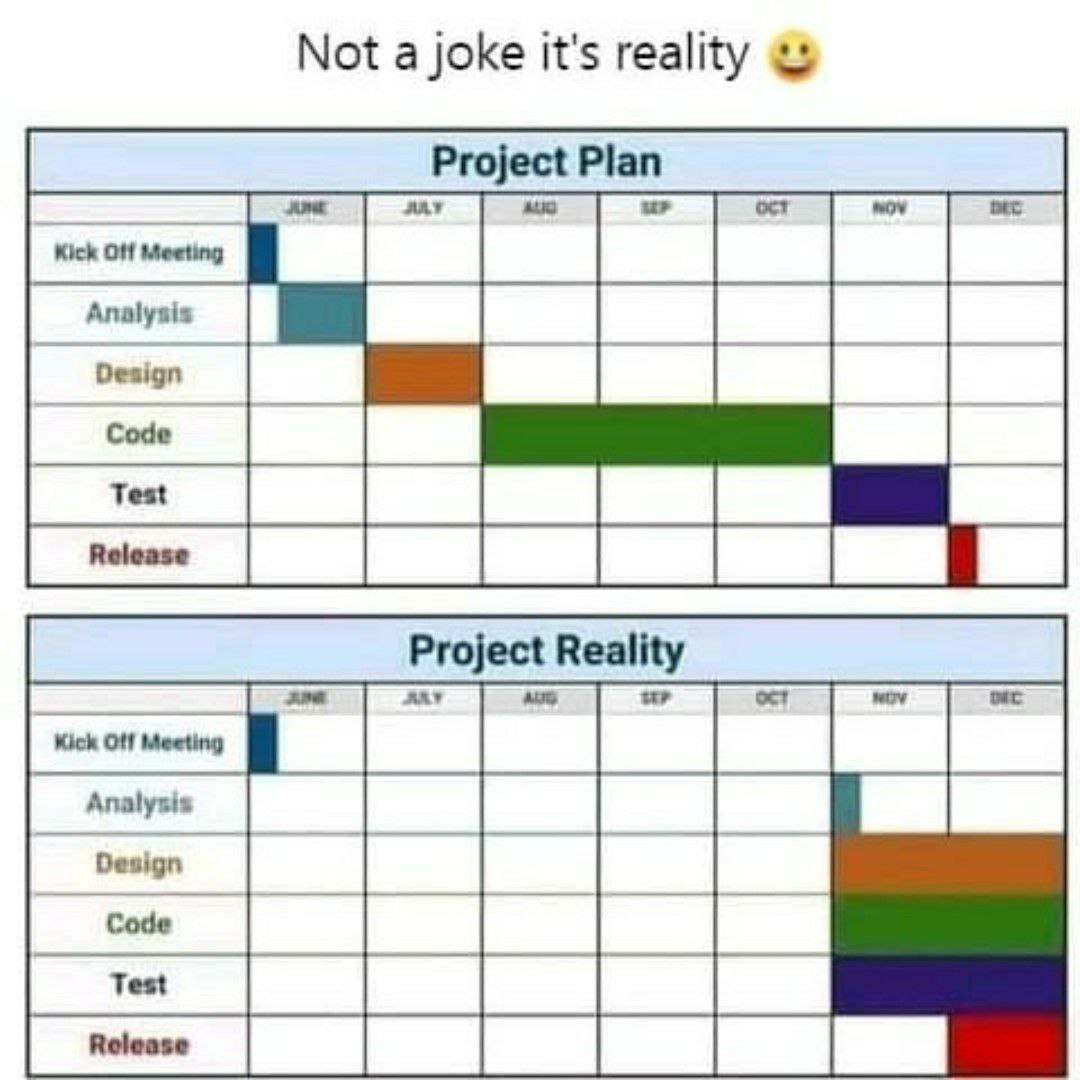 Not a joke it's reality 😀
Project Plan
JUNE JULY AUG SEP OCT NOV DEC
Kick Off Meeting
Analysis
Design
Code
Test
Release
Project Reality
JUNE JULY AUG SEP OCT NOV DEC
Kick Off Meeting
Analysis
Design
Code
Test
Release